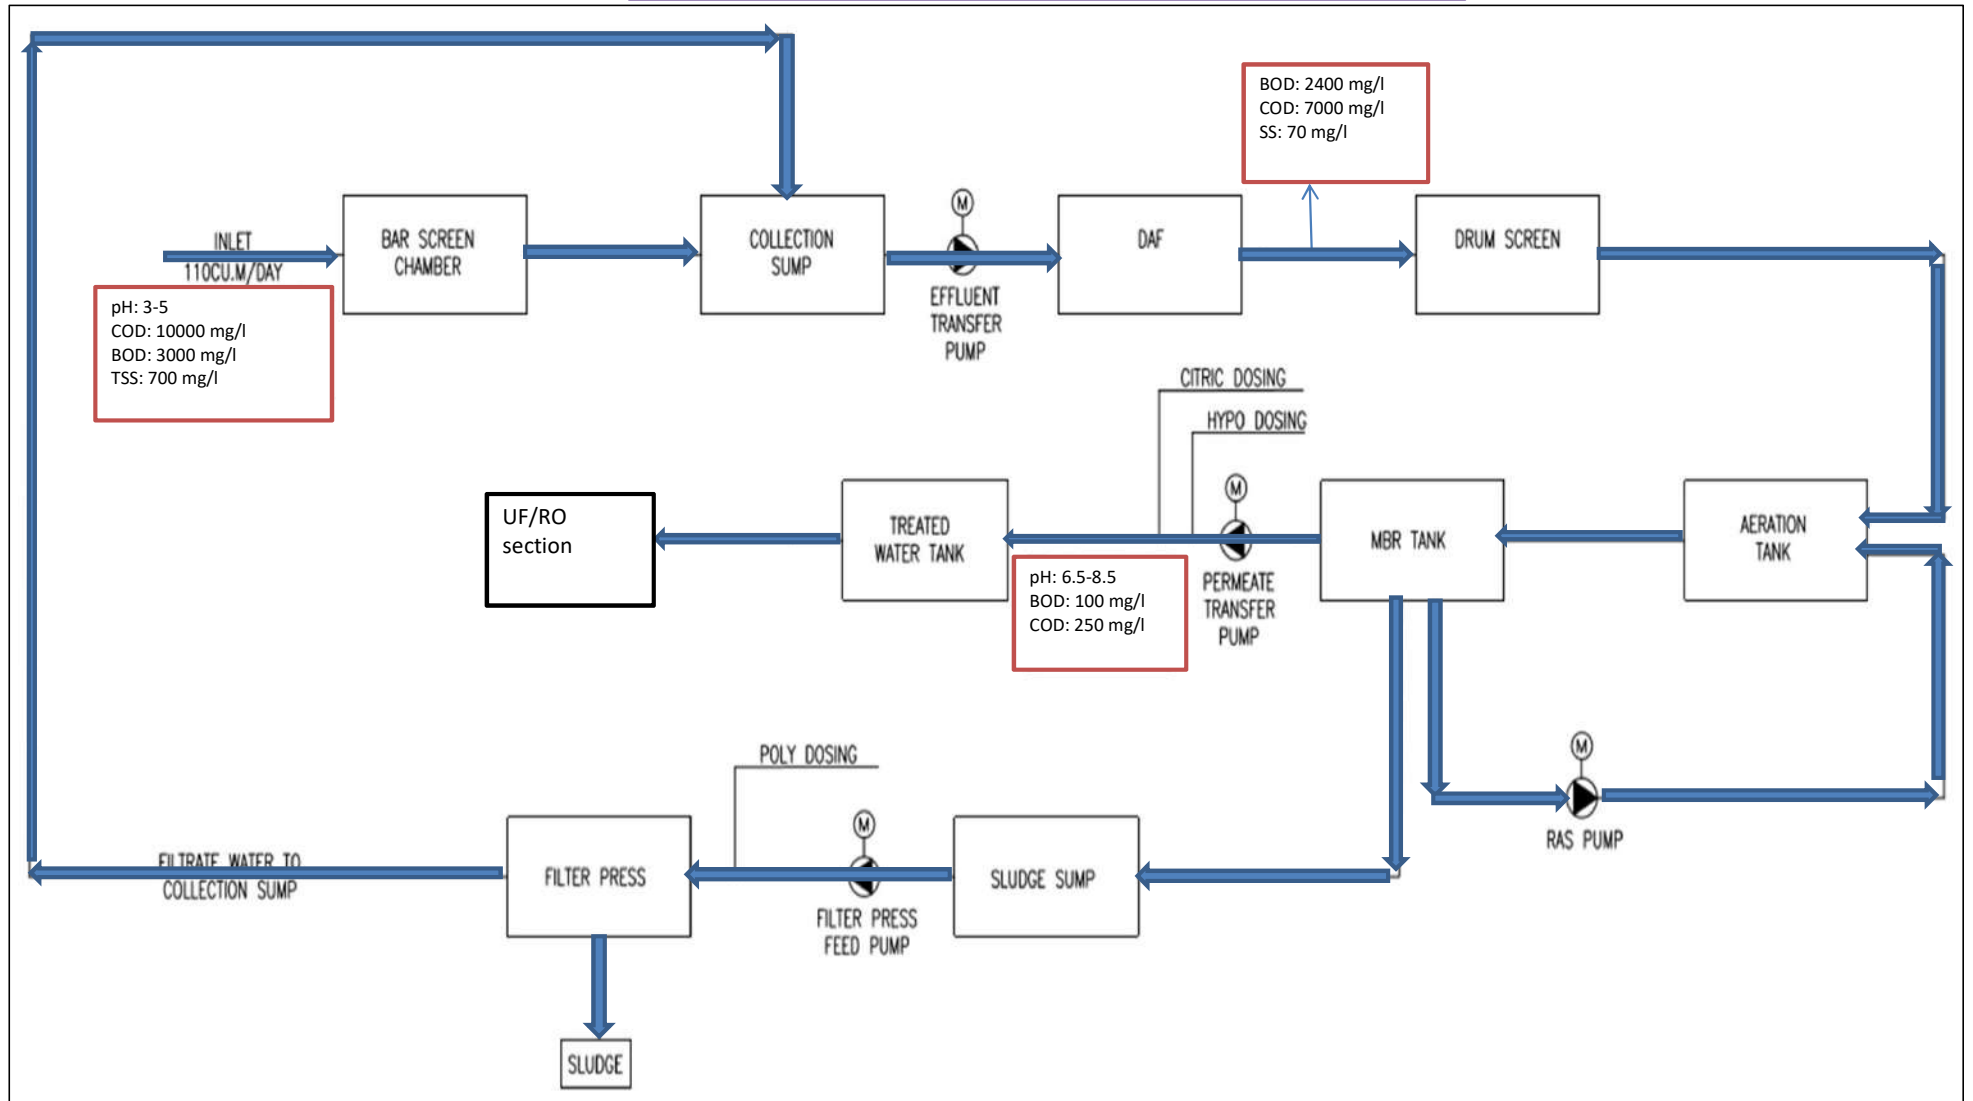 BOD: 2400 mg/l
COD: 7000 mg/l
SS: 70 mg/l
INLET
110CU.M/DAY
BAR SCREEN
CHAMBER
COLLECTION
SUMP
M
EFFLUENT
TRANSFER
PUMP
DAF
DRUM SCREEN
pH: 3-5
COD: 10000 mg/l
BOD: 3000 mg/l
TSS: 700 mg/l
CITRIC DOSING
HYPO DOSING
UF/RO
section
TREATED
WATER TANK
M
PERMEATE
TRANSFER
PUMP
MBR TANK
AERATION
TANK
pH: 6.5-8.5
BOD: 100 mg/l
COD: 250 mg/l
POLY DOSING
M
RAS PUMP
FILTRATE WATER TO
COLLECTION SUMP
FILTER PRESS
M
FILTER PRESS
FEED PUMP
SLUDGE SUMP
SLUDGE